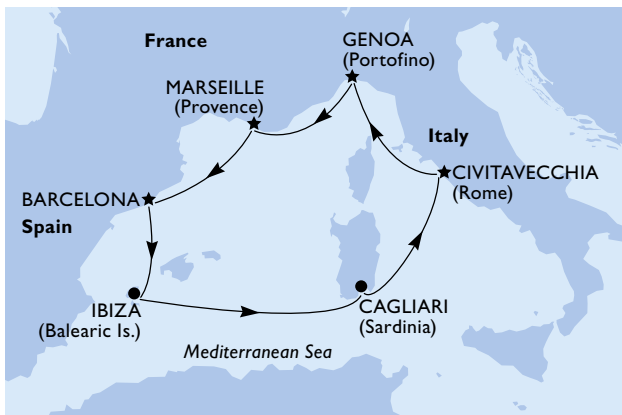 France
GENOA
(Portofino)
MARSEILLE
(Provence)
Italy
CIVITAVECCHIA
(Rome)
BARCELONA
Spain
IBIZA
(Balearic Is.)
CAGLIARI
(Sardinia)
Mediterranean Sea